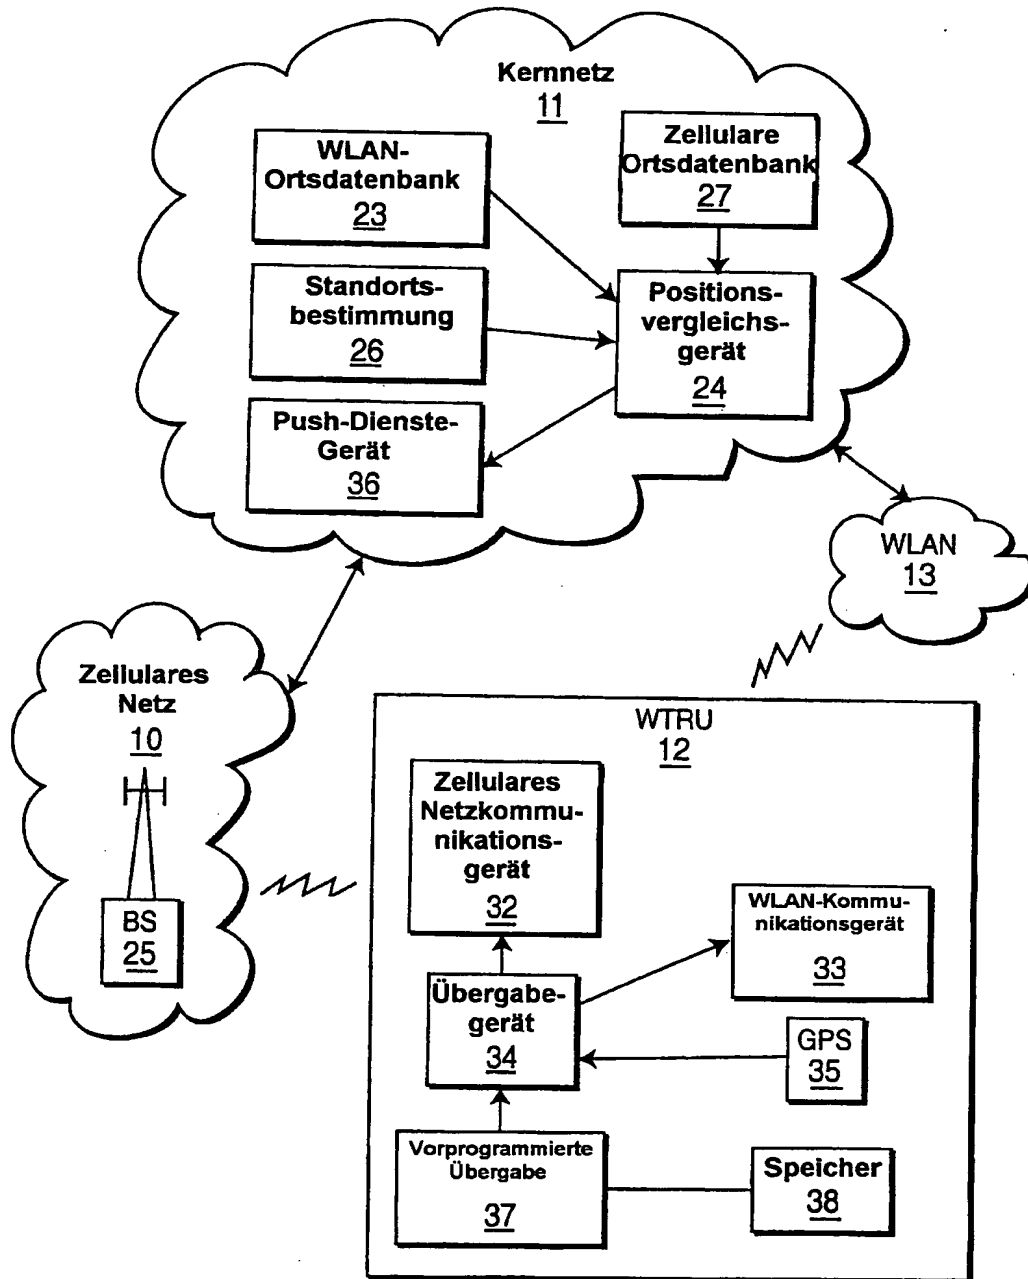 Kernnetz
11
WLAN-
Ortsdatenbank
23
Zellulare
Ortsdatenbank
27
Standorts-
bestimmung
26
Positions-
vergleichs-
gerät
24
Push-Dienste-
Gerät
36
WLAN
13
Zellulares
Netz
10
BS
25
WTRU
12
Zellulares
Netzkommu-
nikations-
gerät
32
WLAN-Kommu-
nikationsgerät
33
Übergabe-
gerät
34
GPS
35
Vorprogrammierte
Übergabe
37
Speicher
38